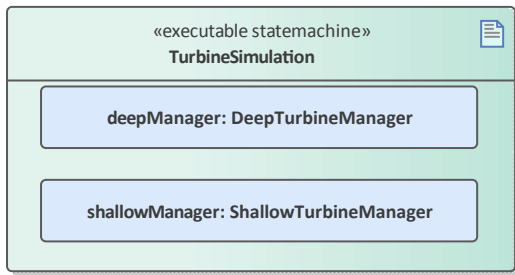 «executable statemachine»
TurbineSimulation
deepManager: DeepTurbineManager
shallowManager: ShallowTurbineManager